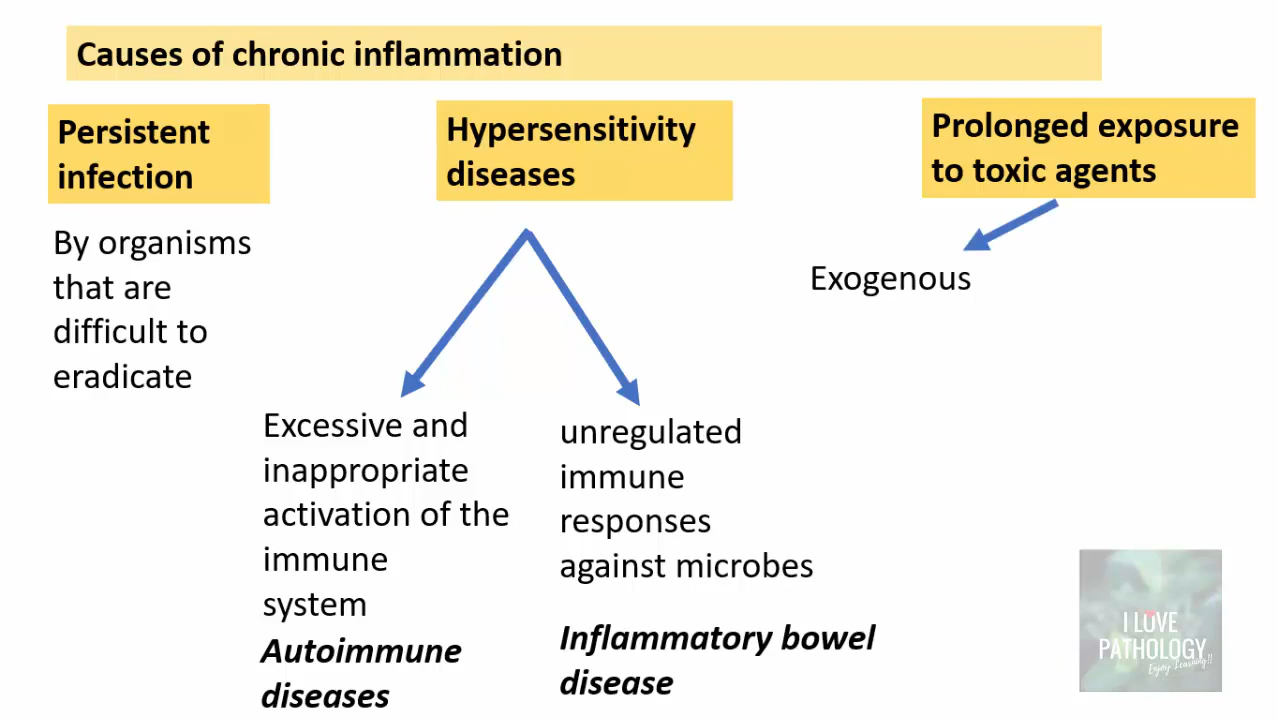 Causes of chronic inflammation
Persistent
infection
By organisms
that are
difficult to
eradicate
Hypersensitivity
diseases
Excessive and
inappropriate
activation of the
immune
system
Autoimmune
diseases
unregulated
immune
responses
against microbes
Inflammatory bowel
disease
Prolonged exposure
to toxic agents
Exogenous
I LOVE
PATHOLOGY
Enjoy Learning!!